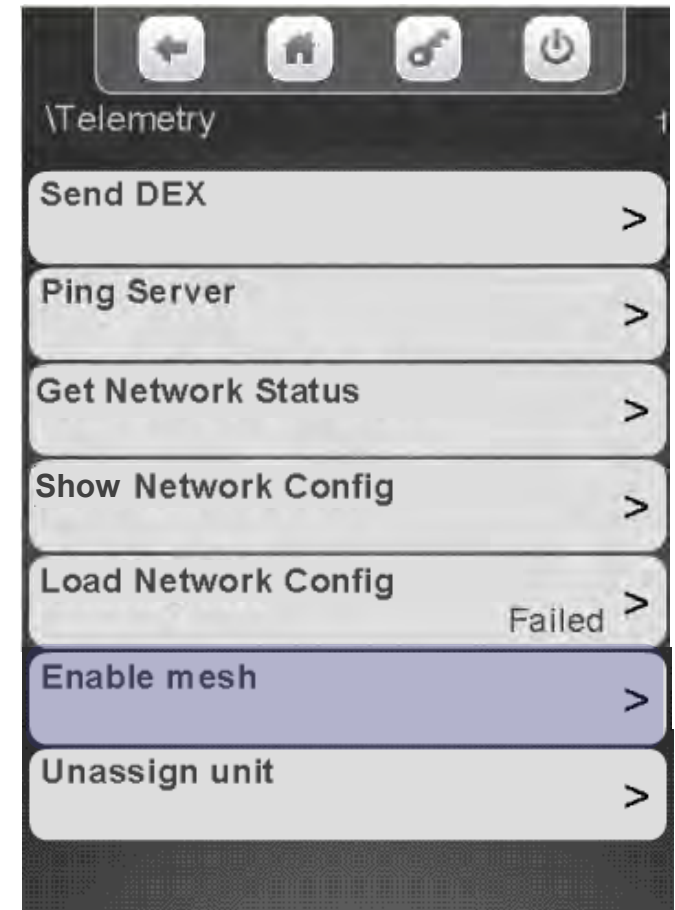 \Telemetry
Send DEX
>
Ping Server
>
Get Network Status
>
Show Network Config
>
Load Network Config
Failed >
Enable mesh
>
Unassign unit
>